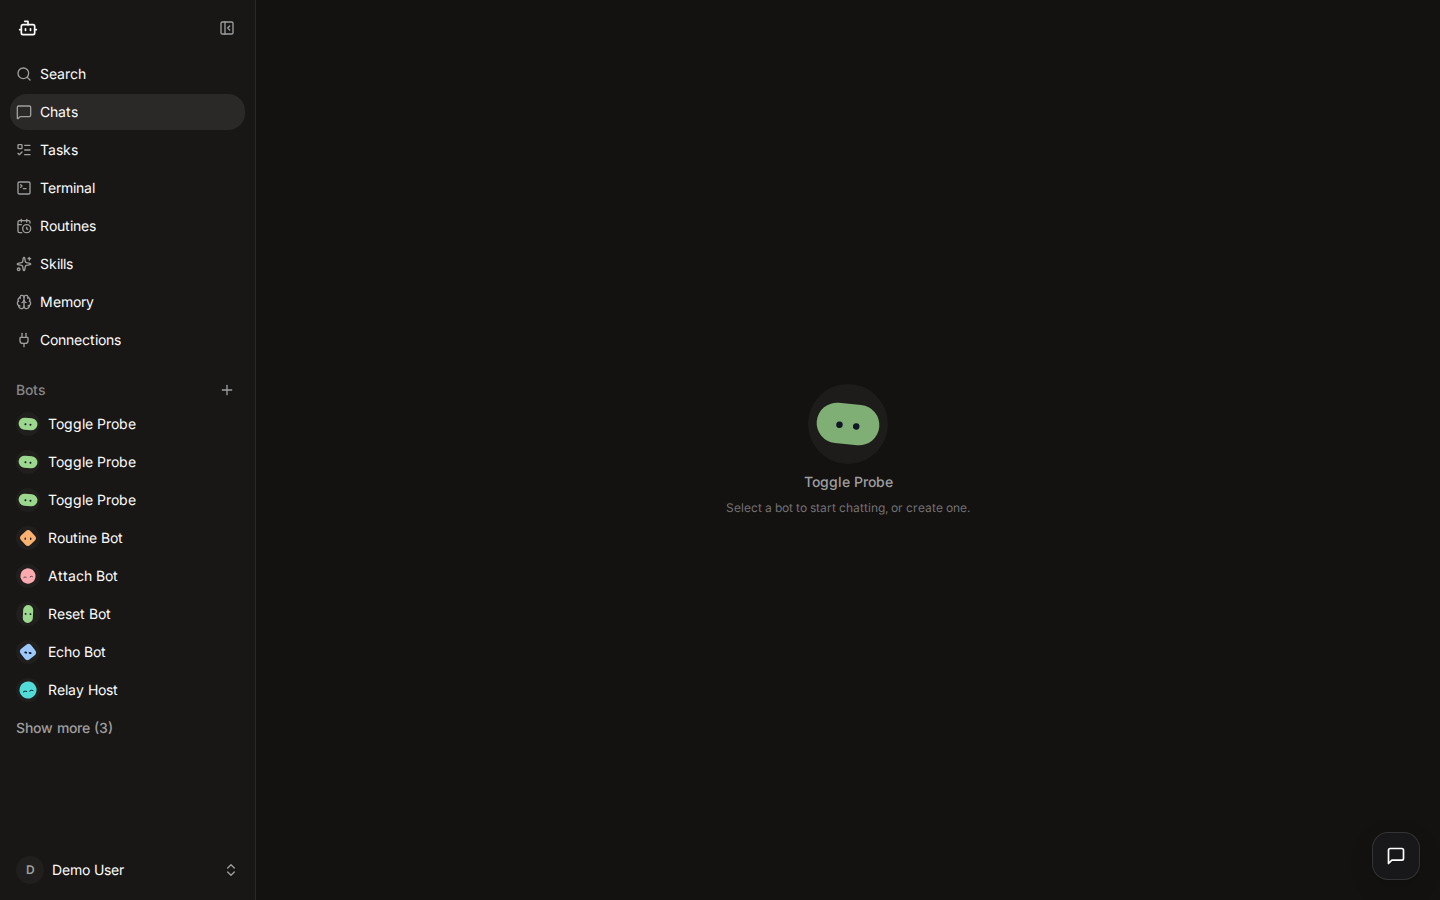 Search
Chats
Tasks
Terminal
Routines
Skills
Memory
Connections
Bots
Toggle Probe
Toggle Probe
Toggle Probe
Routine Bot
Attach Bot
Reset Bot
Echo Bot
Relay Host
Show more (3)
D
Demo User
Toggle Probe
Select a bot to start chatting, or create one.